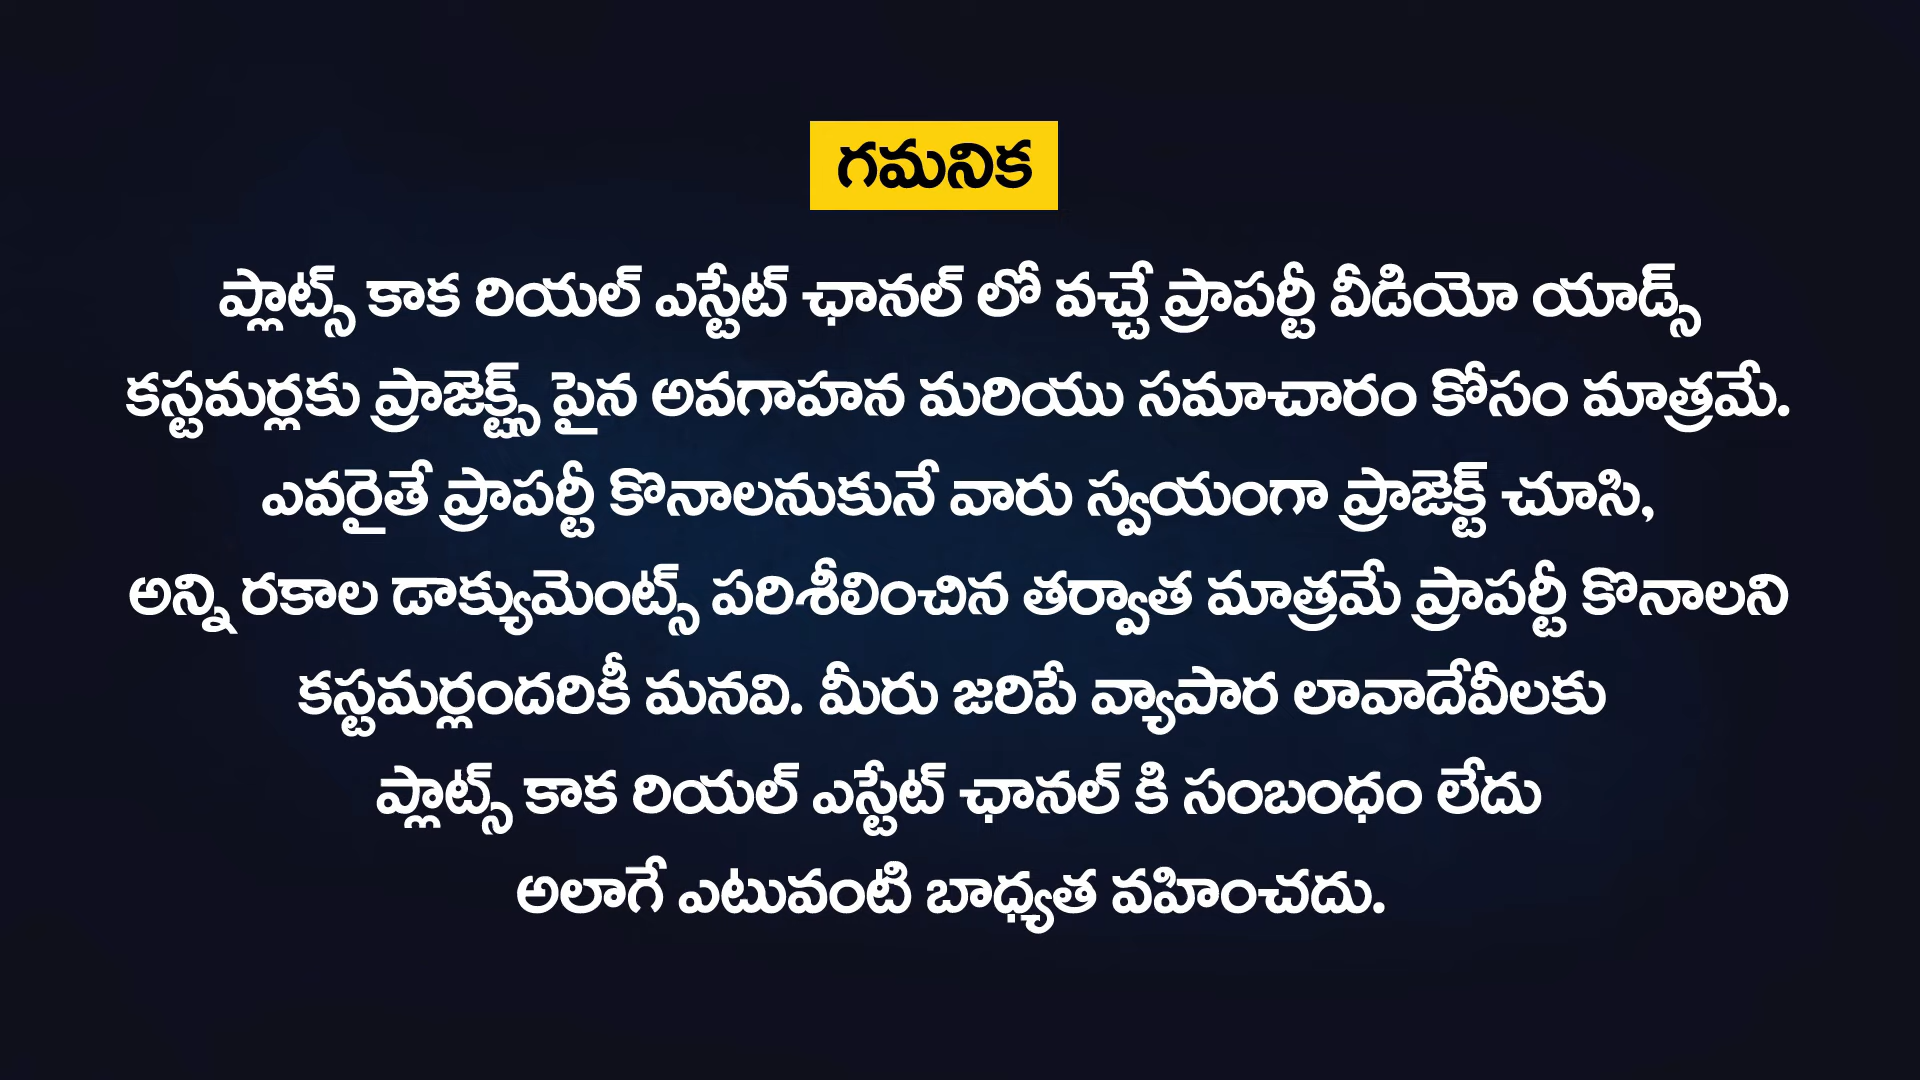 గమనిక
ప్లాట్స్ కాక రియల్ ఎస్టేట్ ఛానల్ లో వచ్చే ప్రాపర్టీ వీడియో యాడ్స్
కస్టమర్లకు ప్రాజెక్ట్స్ పైన అవగాహన మరియు సమాచారం కోసం మాత్రమే.
ఎవరైతే ప్రాపర్టీ కొనాలనుకునే వారు స్వయంగా ప్రాజెక్ట్ చూసి,
అన్ని రకాల డాక్యుమెంట్స్ పరిశీలించిన తర్వాత మాత్రమే ప్రాపర్టీ కొనాలని
కస్టమర్లందరికీ మనవి. మీరు జరిపే వ్యాపార లావాదేవీలకు
ప్లాట్స్ కాక రియల్ ఎస్టేట్ ఛానల్ కి సంబంధం లేదు
అలాగే ఎటువంటి బాధ్యత వహించదు.